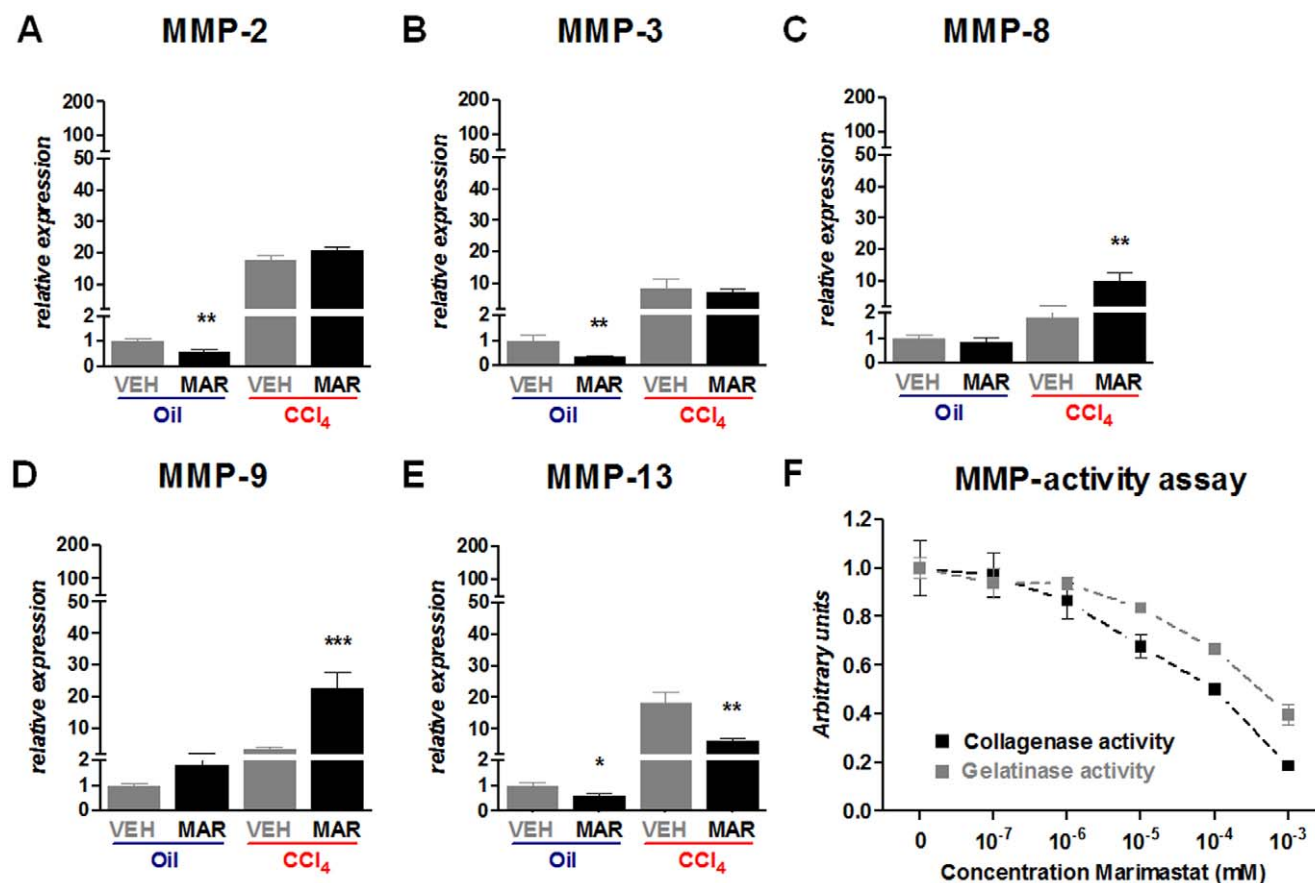 A MMP-2
relative expression
200
100
50
40
30
20
10
2
1
0
**
VEH MAR VEH MAR
Oil CCl₄
B MMP-3
relative expression
200
100
50
40
30
20
10
2
1
0
**
VEH MAR VEH MAR
Oil CCl₄
C MMP-8
relative expression
200
100
50
40
30
20
10
2
1
0
**
VEH MAR VEH MAR
Oil CCl₄
D MMP-9
relative expression
200
100
50
40
30
20
10
2
1
0
***
VEH MAR VEH MAR
Oil CCl₄
E MMP-13
relative expression
200
100
50
40
30
20
10
2
1
0
* **
VEH MAR VEH MAR
Oil CCl₄
F MMP-activity assay
Arbitrary units
1.2
1.0
0.8
0.6
0.4
0.2
0.0
Collagenase activity
Gelatinase activity
0 10⁻⁷ 10⁻⁶ 10⁻⁵ 10⁻⁴ 10⁻³
Concentration Marimastat (mM)